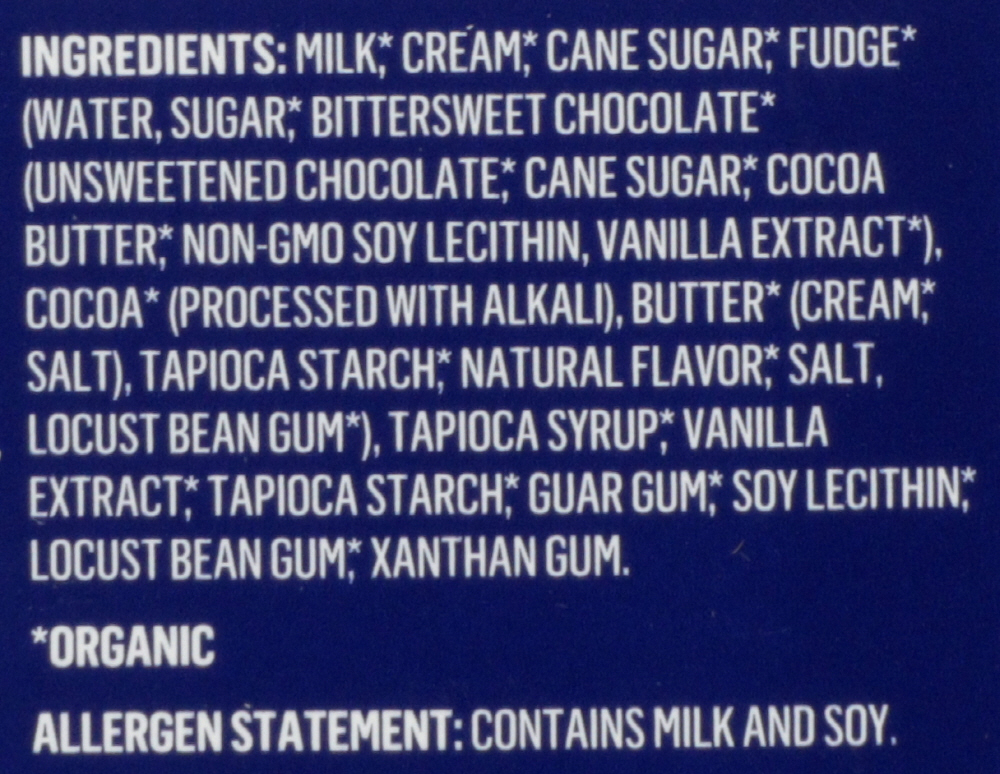 INGREDIENTS: MILK,* CREAM,* CANE SUGAR,* FUDGE*
(WATER, SUGAR,* BITTERSWEET CHOCOLATE*
(UNSWEETENED CHOCOLATE,* CANE SUGAR,* COCOA
BUTTER,* NON-GMO SOY LECITHIN, VANILLA EXTRACT*),
COCOA* (PROCESSED WITH ALKALI), BUTTER* (CREAM,*
SALT), TAPIOCA STARCH,* NATURAL FLAVOR,* SALT,
LOCUST BEAN GUM*), TAPIOCA SYRUP,* VANILLA
EXTRACT,* TAPIOCA STARCH,* GUAR GUM,* SOY LECITHIN,*
LOCUST BEAN GUM,* XANTHAN GUM.
*ORGANIC
ALLERGEN STATEMENT: CONTAINS MILK AND SOY.